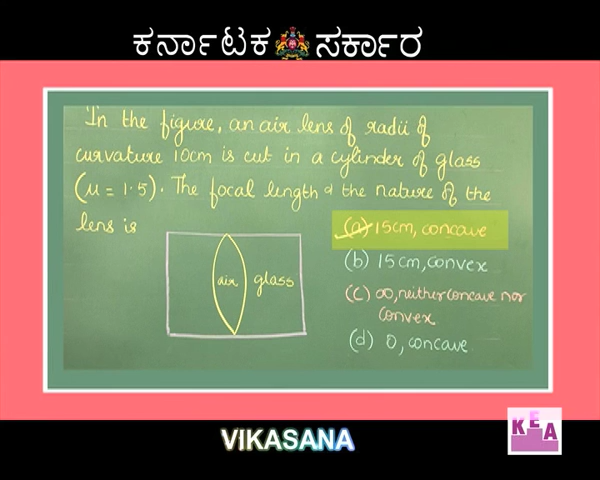 ಕರ್ನಾಟಕ ಸರ್ಕಾರ
In the figure, an air lens of radii of
curvature 10cm is cut in a cylinder of glass
(μ = 1.5). The focal length & the nature of the
lens is
(a) 15cm, concave
(b) 15cm, convex
(c) ∞, neither concave nor
convex
(d) 0, concave.
air
glass
VIKASANA
KEA